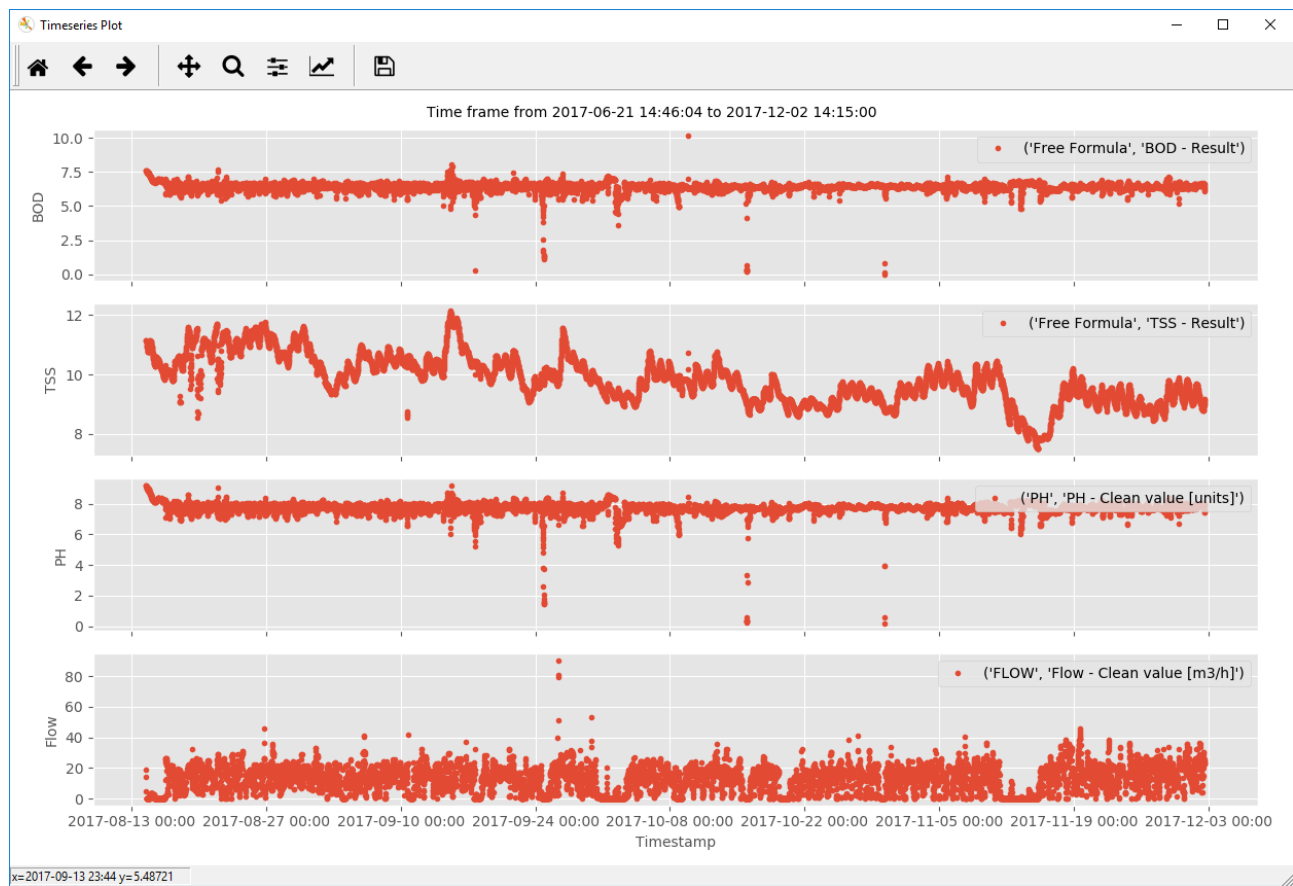 Timeseries Plot
Time frame from 2017-06-21 14:46:04 to 2017-12-02 14:15:00
10.0
7.5
5.0
2.5
0.0
BOD
('Free Formula', 'BOD - Result')
12
10
8
TSS
('Free Formula', 'TSS - Result')
8
6
4
2
0
PH
('PH', 'PH - Clean value [units]')
80
60
40
20
0
Flow
('FLOW', 'Flow - Clean value [m3/h]')
2017-08-13 00:00 2017-08-27 00:00 2017-09-10 00:00 2017-09-24 00:00 2017-10-08 00:00 2017-10-22 00:00 2017-11-05 00:00 2017-11-19 00:00 2017-12-03 00:00
Timestamp
x=2017-09-13 23:44 y=5.48721